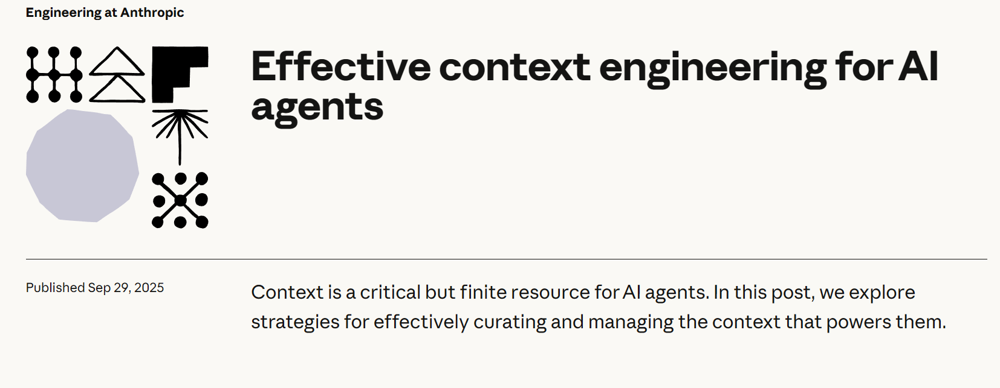 Engineering at Anthropic
Effective context engineering for AI
agents
Published Sep 29, 2025
Context is a critical but finite resource for AI agents. In this post, we explore
strategies for effectively curating and managing the context that powers them.